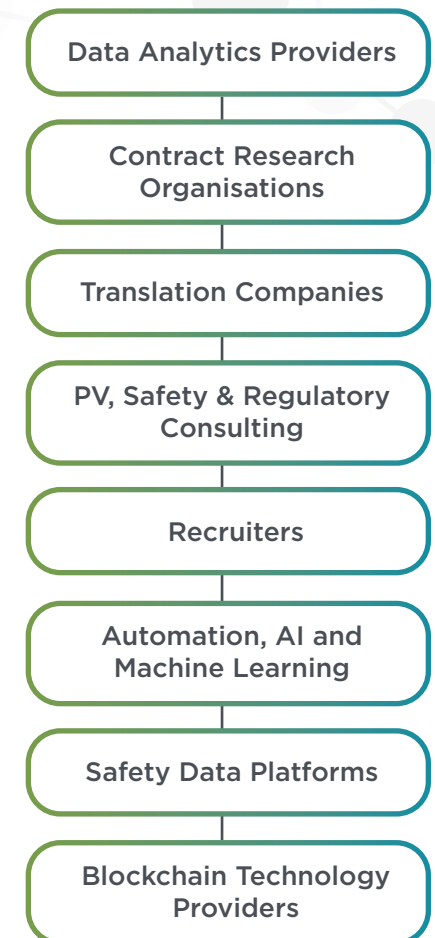 Data Analytics Providers
Contract Research
Organisations
Translation Companies
PV, Safety & Regulatory
Consulting
Recruiters
Automation, AI and
Machine Learning
Safety Data Platforms
Blockchain Technology
Providers